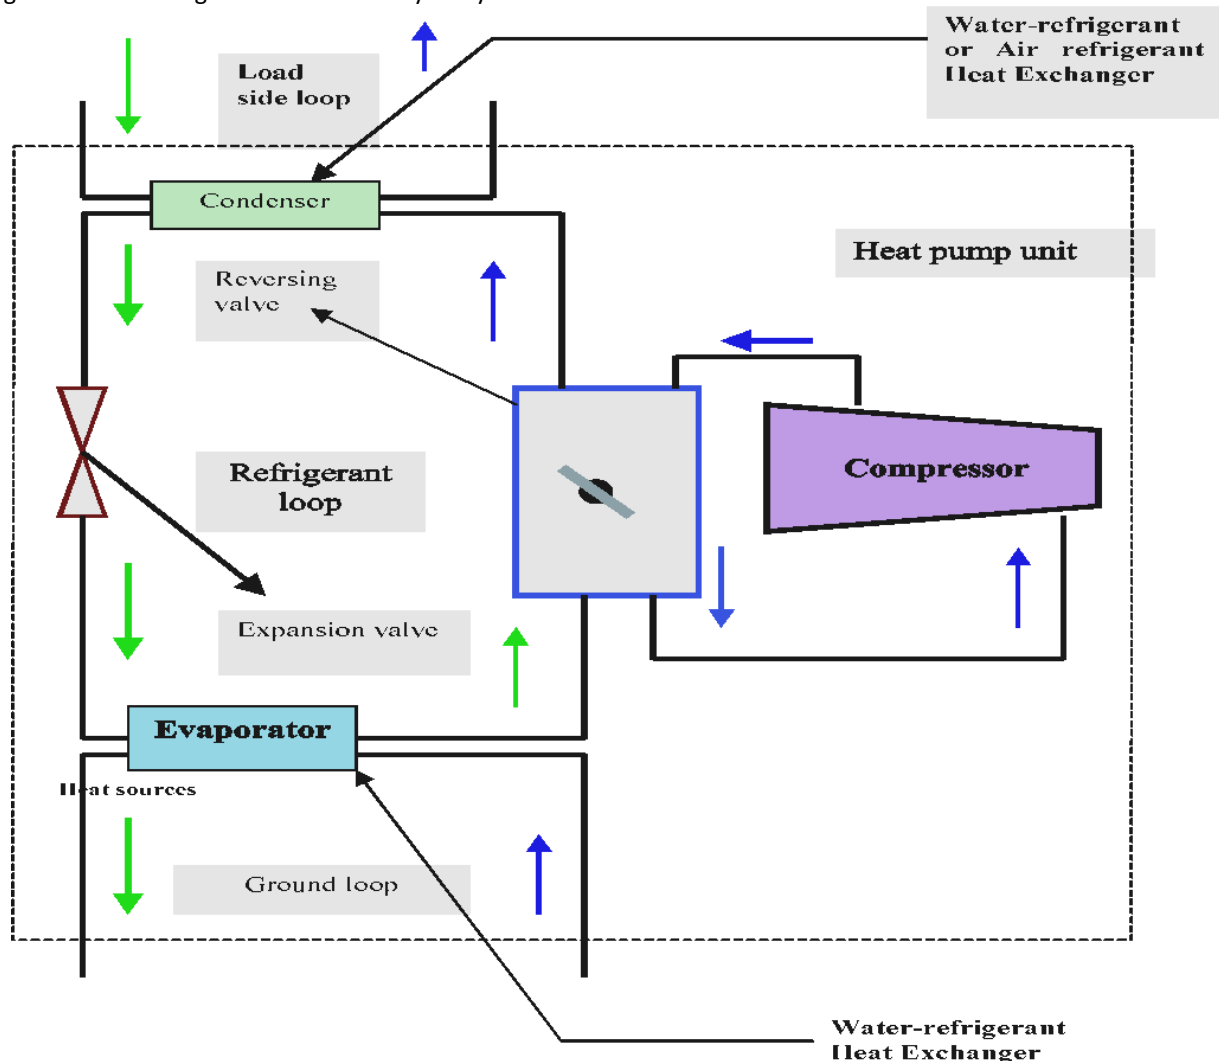 Water-refrigerant
or Air refrigerant
Heat Exchanger
Load
side loop
Condenser
Reversing
valve
Heat pump unit
Refrigerant
loop
Compressor
Expansion valve
Evaporator
Heat sources
Ground loop
Water-refrigerant
Heat Exchanger